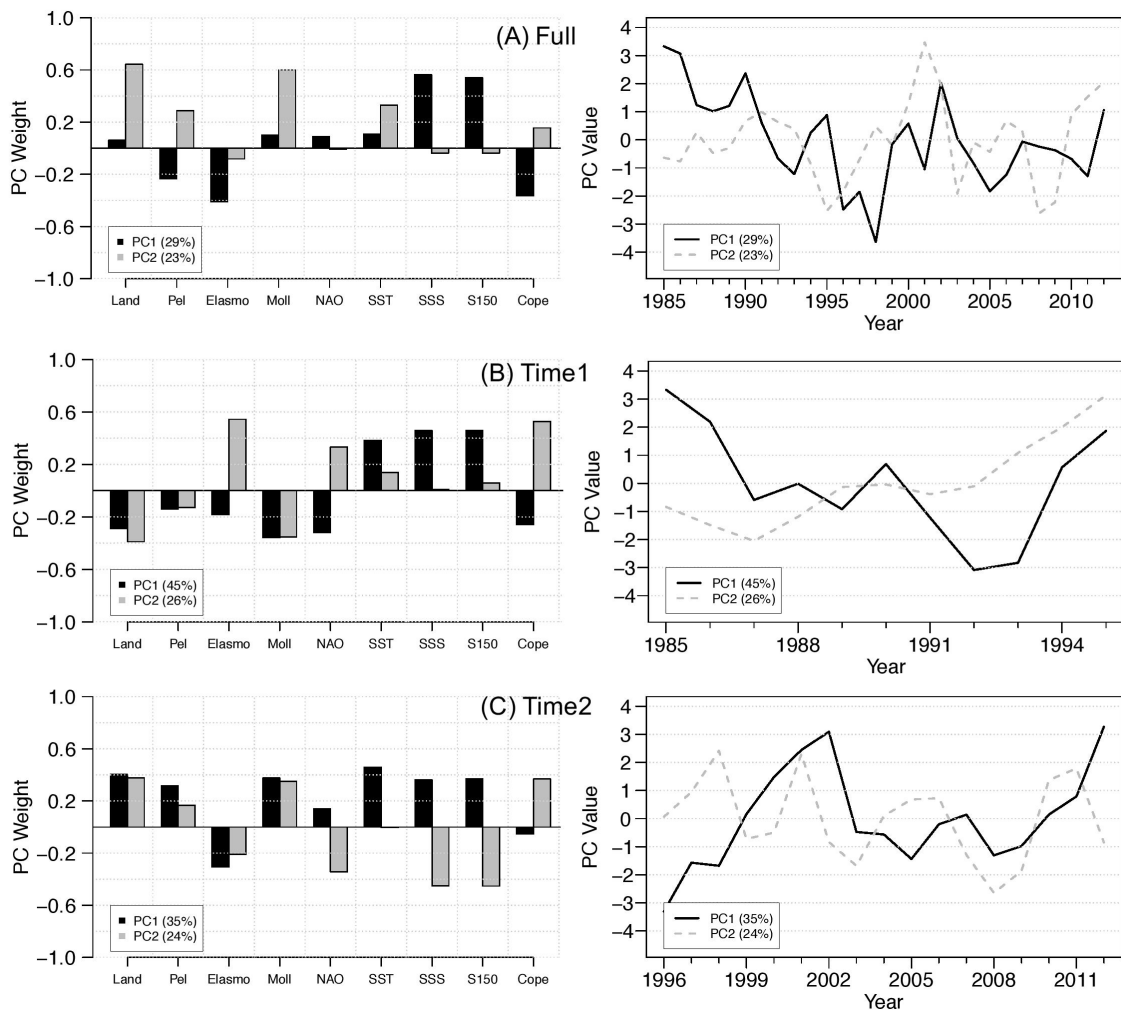 (A) Full
PC Weight
1.0
0.6
0.2
−0.2
−0.6
−1.0
PC1 (29%)
PC2 (23%)
Land Pel Elasmo Moll NAO SST SSS S150 Cope
PC Value
4
3
2
1
0
−1
−2
−3
−4
PC1 (29%)
PC2 (23%)
1985 1990 1995 2000 2005 2010
Year
(B) Time1
PC Weight
1.0
0.6
0.2
−0.2
−0.6
−1.0
PC1 (45%)
PC2 (26%)
Land Pel Elasmo Moll NAO SST SSS S150 Cope
PC Value
4
3
2
1
0
−1
−2
−3
−4
PC1 (45%)
PC2 (26%)
1985 1988 1991 1994
Year
(C) Time2
PC Weight
1.0
0.6
0.2
−0.2
−0.6
−1.0
PC1 (35%)
PC2 (24%)
Land Pel Elasmo Moll NAO SST SSS S150 Cope
PC Value
4
3
2
1
0
−1
−2
−3
−4
PC1 (35%)
PC2 (24%)
1996 1999 2002 2005 2008 2011
Year